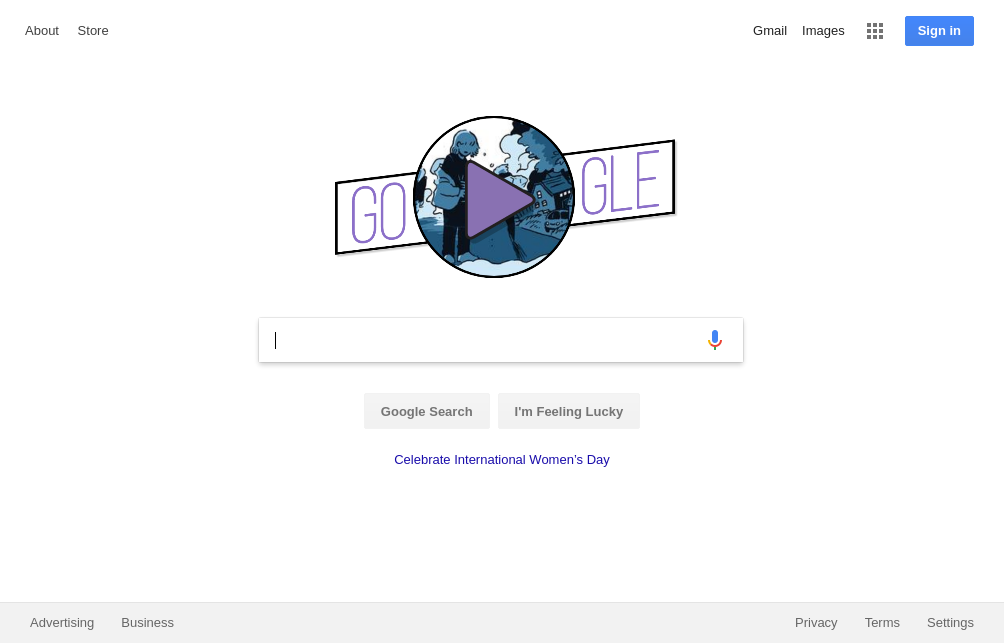 About Store
Gmail Images Sign in
GO GLE
Google Search I'm Feeling Lucky
Celebrate International Women's Day
Advertising Business
Privacy Terms Settings